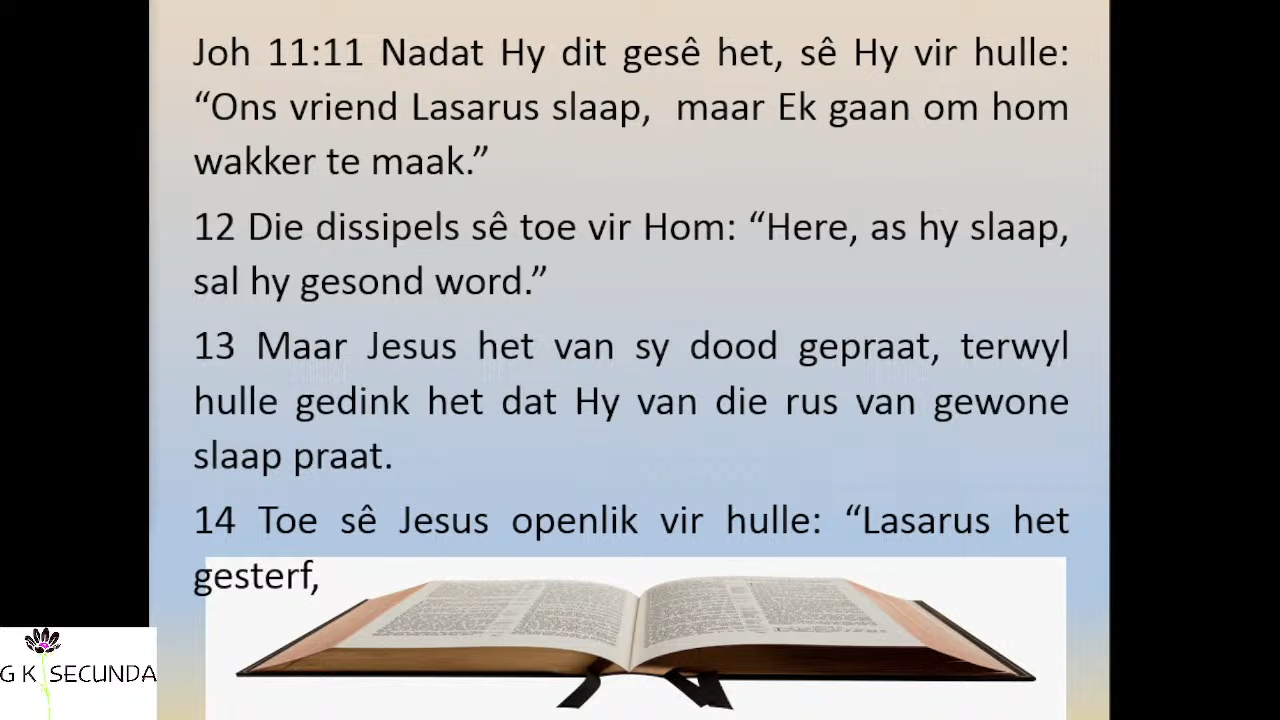 Joh 11:11 Nadat Hy dit gesê het, sê Hy vir hulle:
“Ons vriend Lasarus slaap,  maar Ek gaan om hom
wakker te maak.”
12 Die dissipels sê toe vir Hom: “Here, as hy slaap,
sal hy gesond word.”
13 Maar Jesus het van sy dood gepraat, terwyl
hulle gedink het dat Hy van die rus van gewone
slaap praat.
14 Toe sê Jesus openlik vir hulle: “Lasarus het
gesterf,
G K SECUNDA